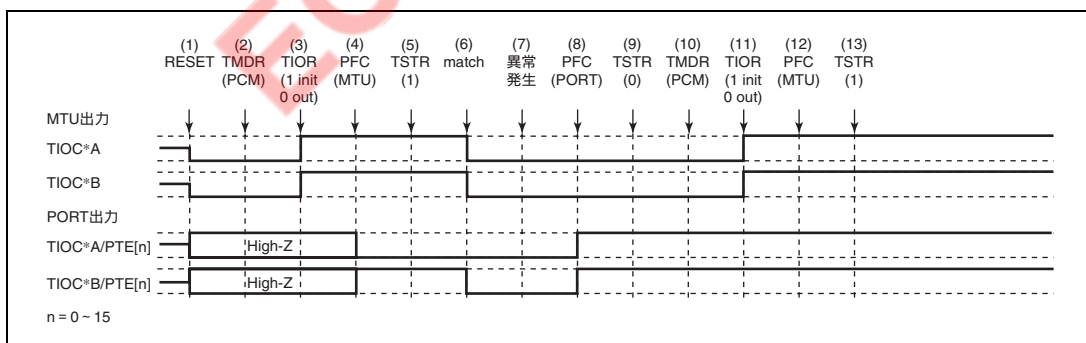 EC
(1) (2) (3) (4) (5) (6) (7) (8) (9) (10) (11) (12) (13)
RESET TMDR TIOR PFC TSTR match 異常 PFC TSTR TMDR TIOR PFC TSTR
(PCM) (1 init (MTU) (1) 発生 (PORT) (0) (PCM) (1 init (MTU) (1)
0 out) 0 out)
MTU出力
TIOC*A
TIOC*B
PORT出力
TIOC*A/PTE[n] High-Z
TIOC*B/PTE[n] High-Z
n = 0 ~ 15